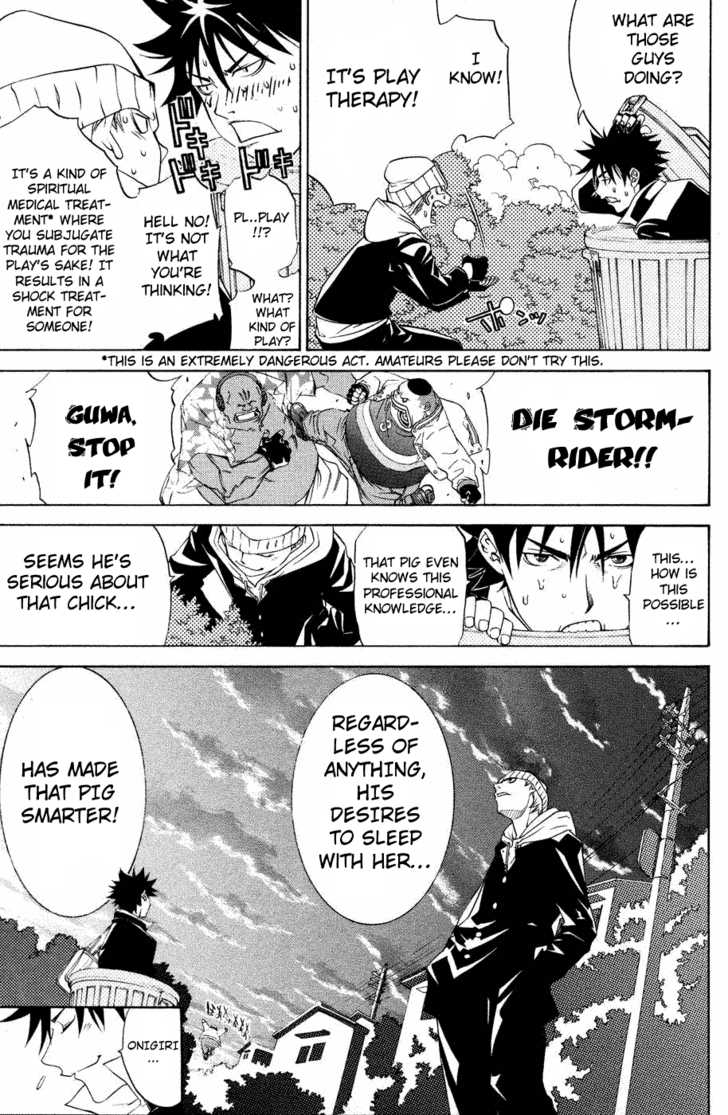 WHAT ARE
THOSE
GUYS
DOING?
I
KNOW!
IT'S PLAY
THERAPY!
ポンッ
ドキ
ドキ
PL..PLAY
!!?
WHAT?
WHAT
KIND OF
PLAY?
HELL NO!
IT'S NOT
WHAT
YOU'RE
THINKING!
IT'S A KIND OF
SPIRITUAL
MEDICAL TREAT-
MENT* WHERE
YOU SUBJUGATE
TRAUMA FOR THE
PLAY'S SAKE! IT
RESULTS IN A
SHOCK TREAT-
MENT FOR
SOMEONE!
*THIS IS AN EXTREMELY DANGEROUS ACT. AMATEURS PLEASE DON'T TRY THIS.
DIE STORM-
RIDER!!
GUWA,
STOP
IT!
THIS...
HOW IS
THIS
POSSIBLE
...
THAT PIG EVEN
KNOWS THIS
PROFESSIONAL
KNOWLEDGE...
SEEMS HE'S
SERIOUS ABOUT
THAT CHICK...
REGARD-
LESS OF
ANYTHING,
HIS
DESIRES
TO SLEEP
WITH HER...
HAS MADE
THAT PIG
SMARTER!
ONIGIRI
...